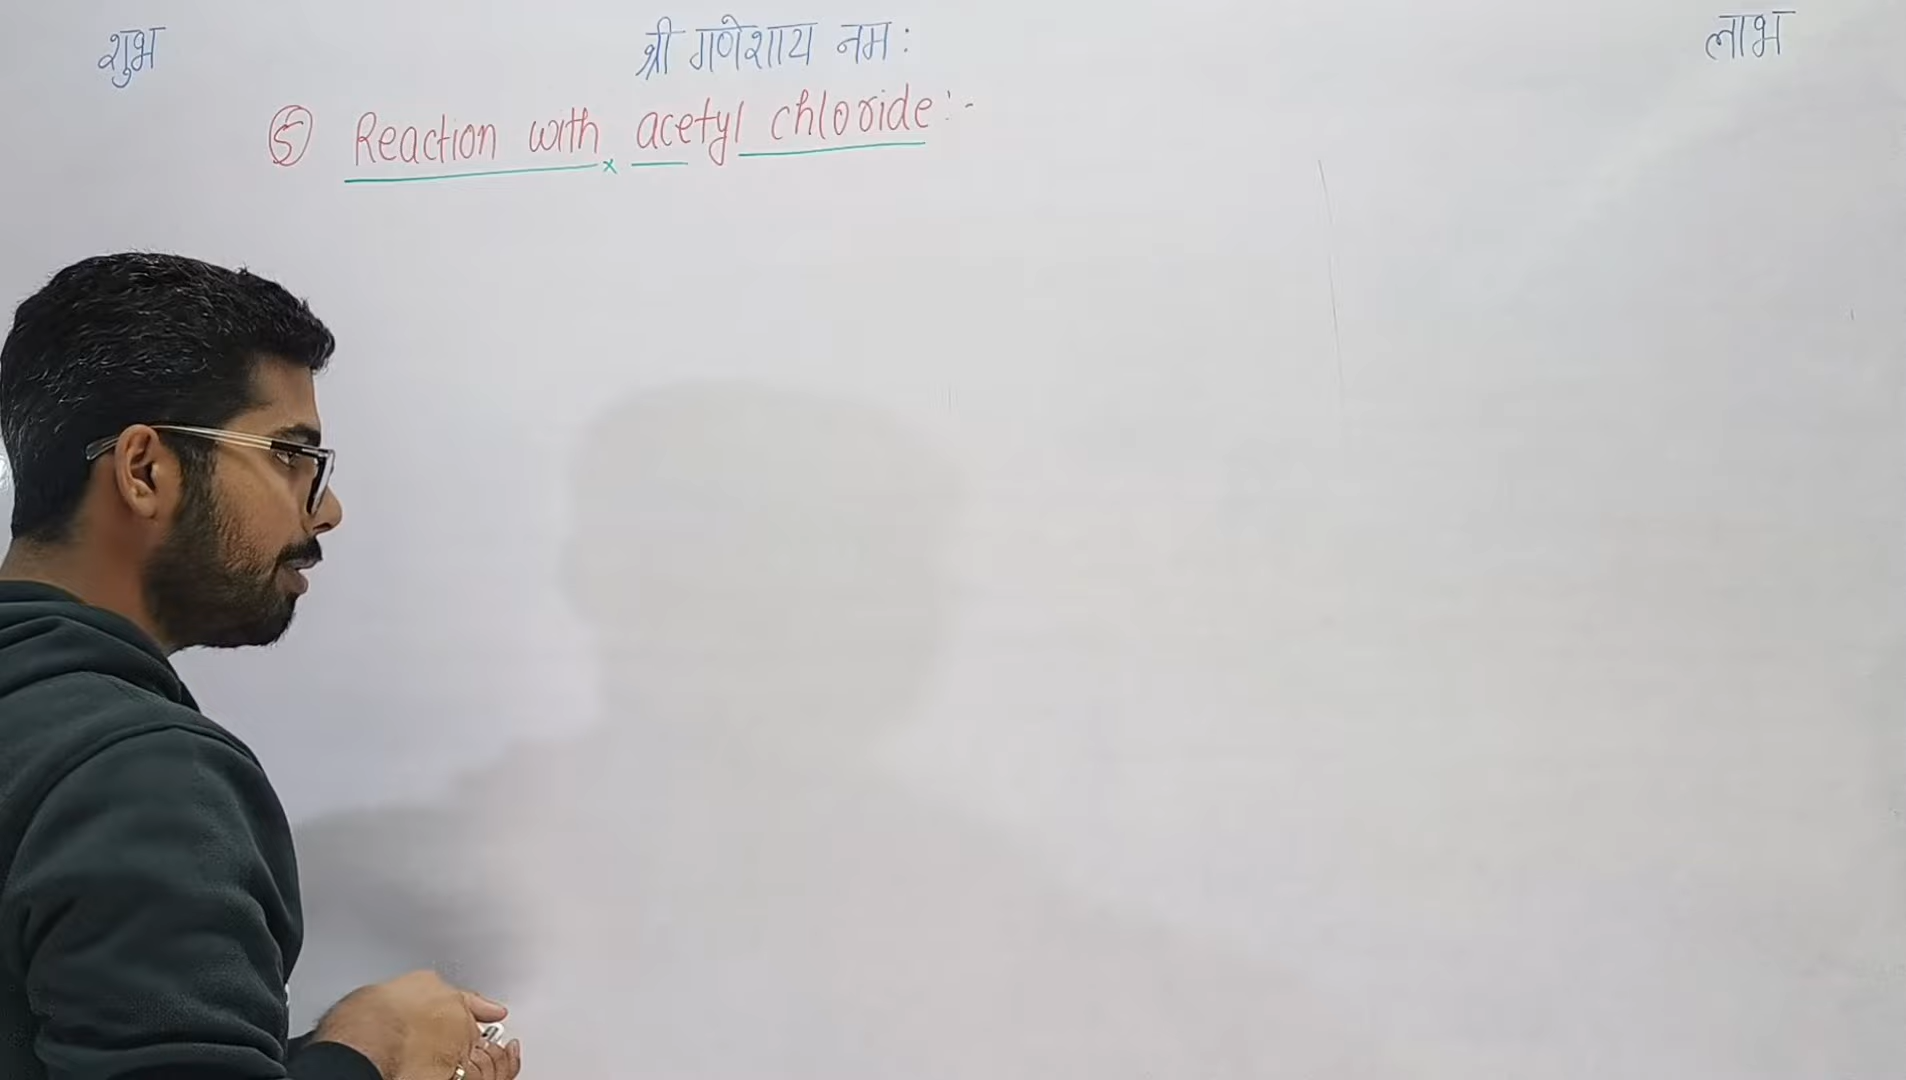 शुभ श्री गणेशाय नमः लाभ
⑤ Reaction with acetyl chloride:-